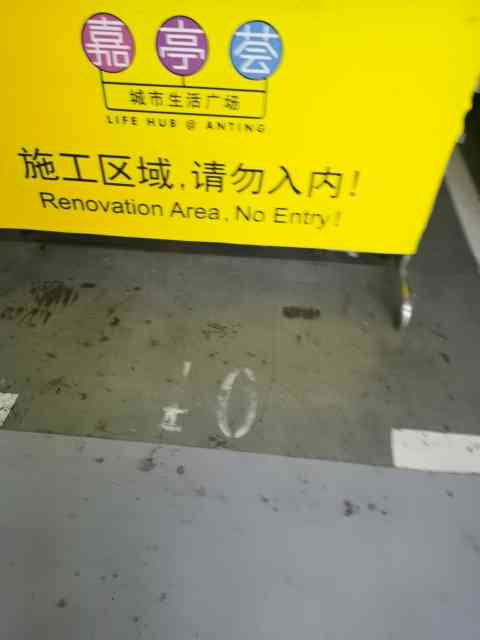 嘉亭荟
城市生活广场
LIFE HUB @ ANTING
施工区域,请勿入内!
Renovation Area, No Entry!